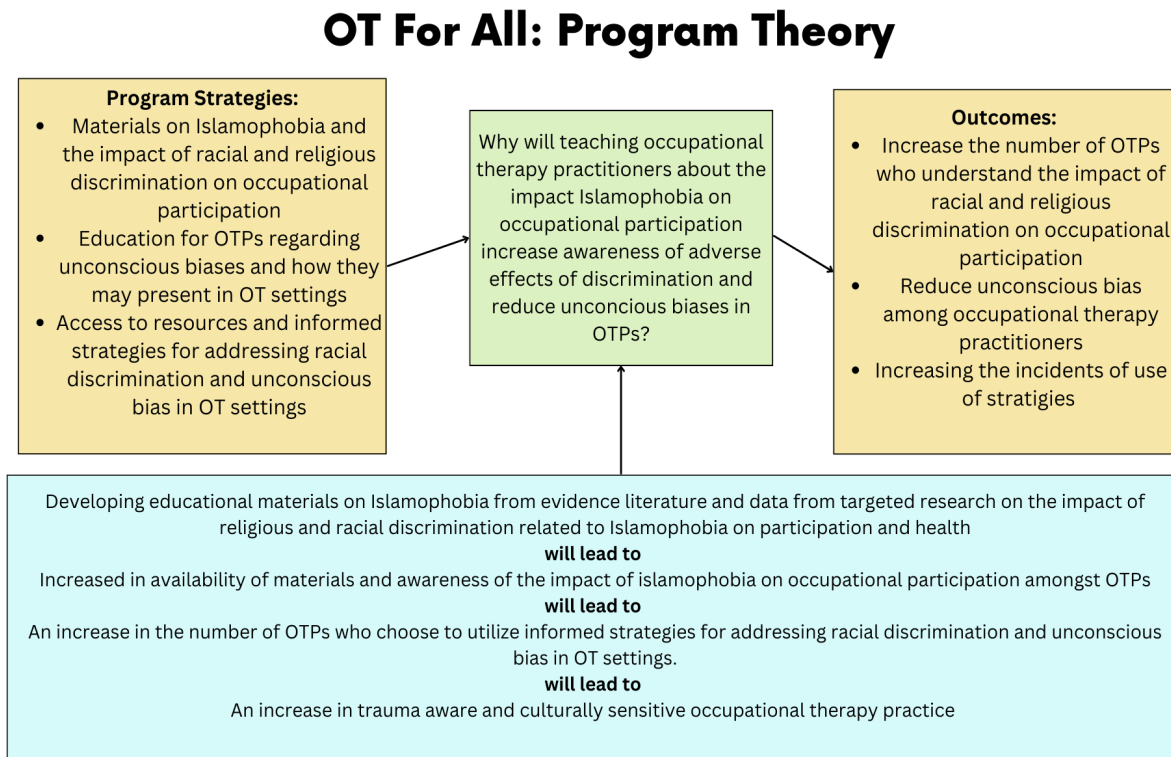 OT For All: Program Theory
Program Strategies:
• Materials on Islamophobia and
the impact of racial and religious
discrimination on occupational
participation
• Education for OTPs regarding
unconscious biases and how they
may present in OT settings
• Access to resources and informed
strategies for addressing racial
discrimination and unconscious
bias in OT settings
Why will teaching occupational
therapy practitioners about the
impact Islamophobia on
occupational participation
increase awareness of adverse
effects of discrimination and
reduce unconcious biases in
OTPs?
Outcomes:
• Increase the number of OTPs
who understand the impact of
racial and religious
discrimination on occupational
participation
• Reduce unconscious bias
among occupational therapy
practitioners
• Increasing the incidents of use
of stratigies
Developing educational materials on Islamophobia from evidence literature and data from targeted research on the impact of
religious and racial discrimination related to Islamophobia on participation and health
will lead to
Increased in availability of materials and awareness of the impact of islamophobia on occupational participation amongst OTPs
will lead to
An increase in the number of OTPs who choose to utilize informed strategies for addressing racial discrimination and unconscious
bias in OT settings.
will lead to
An increase in trauma aware and culturally sensitive occupational therapy practice